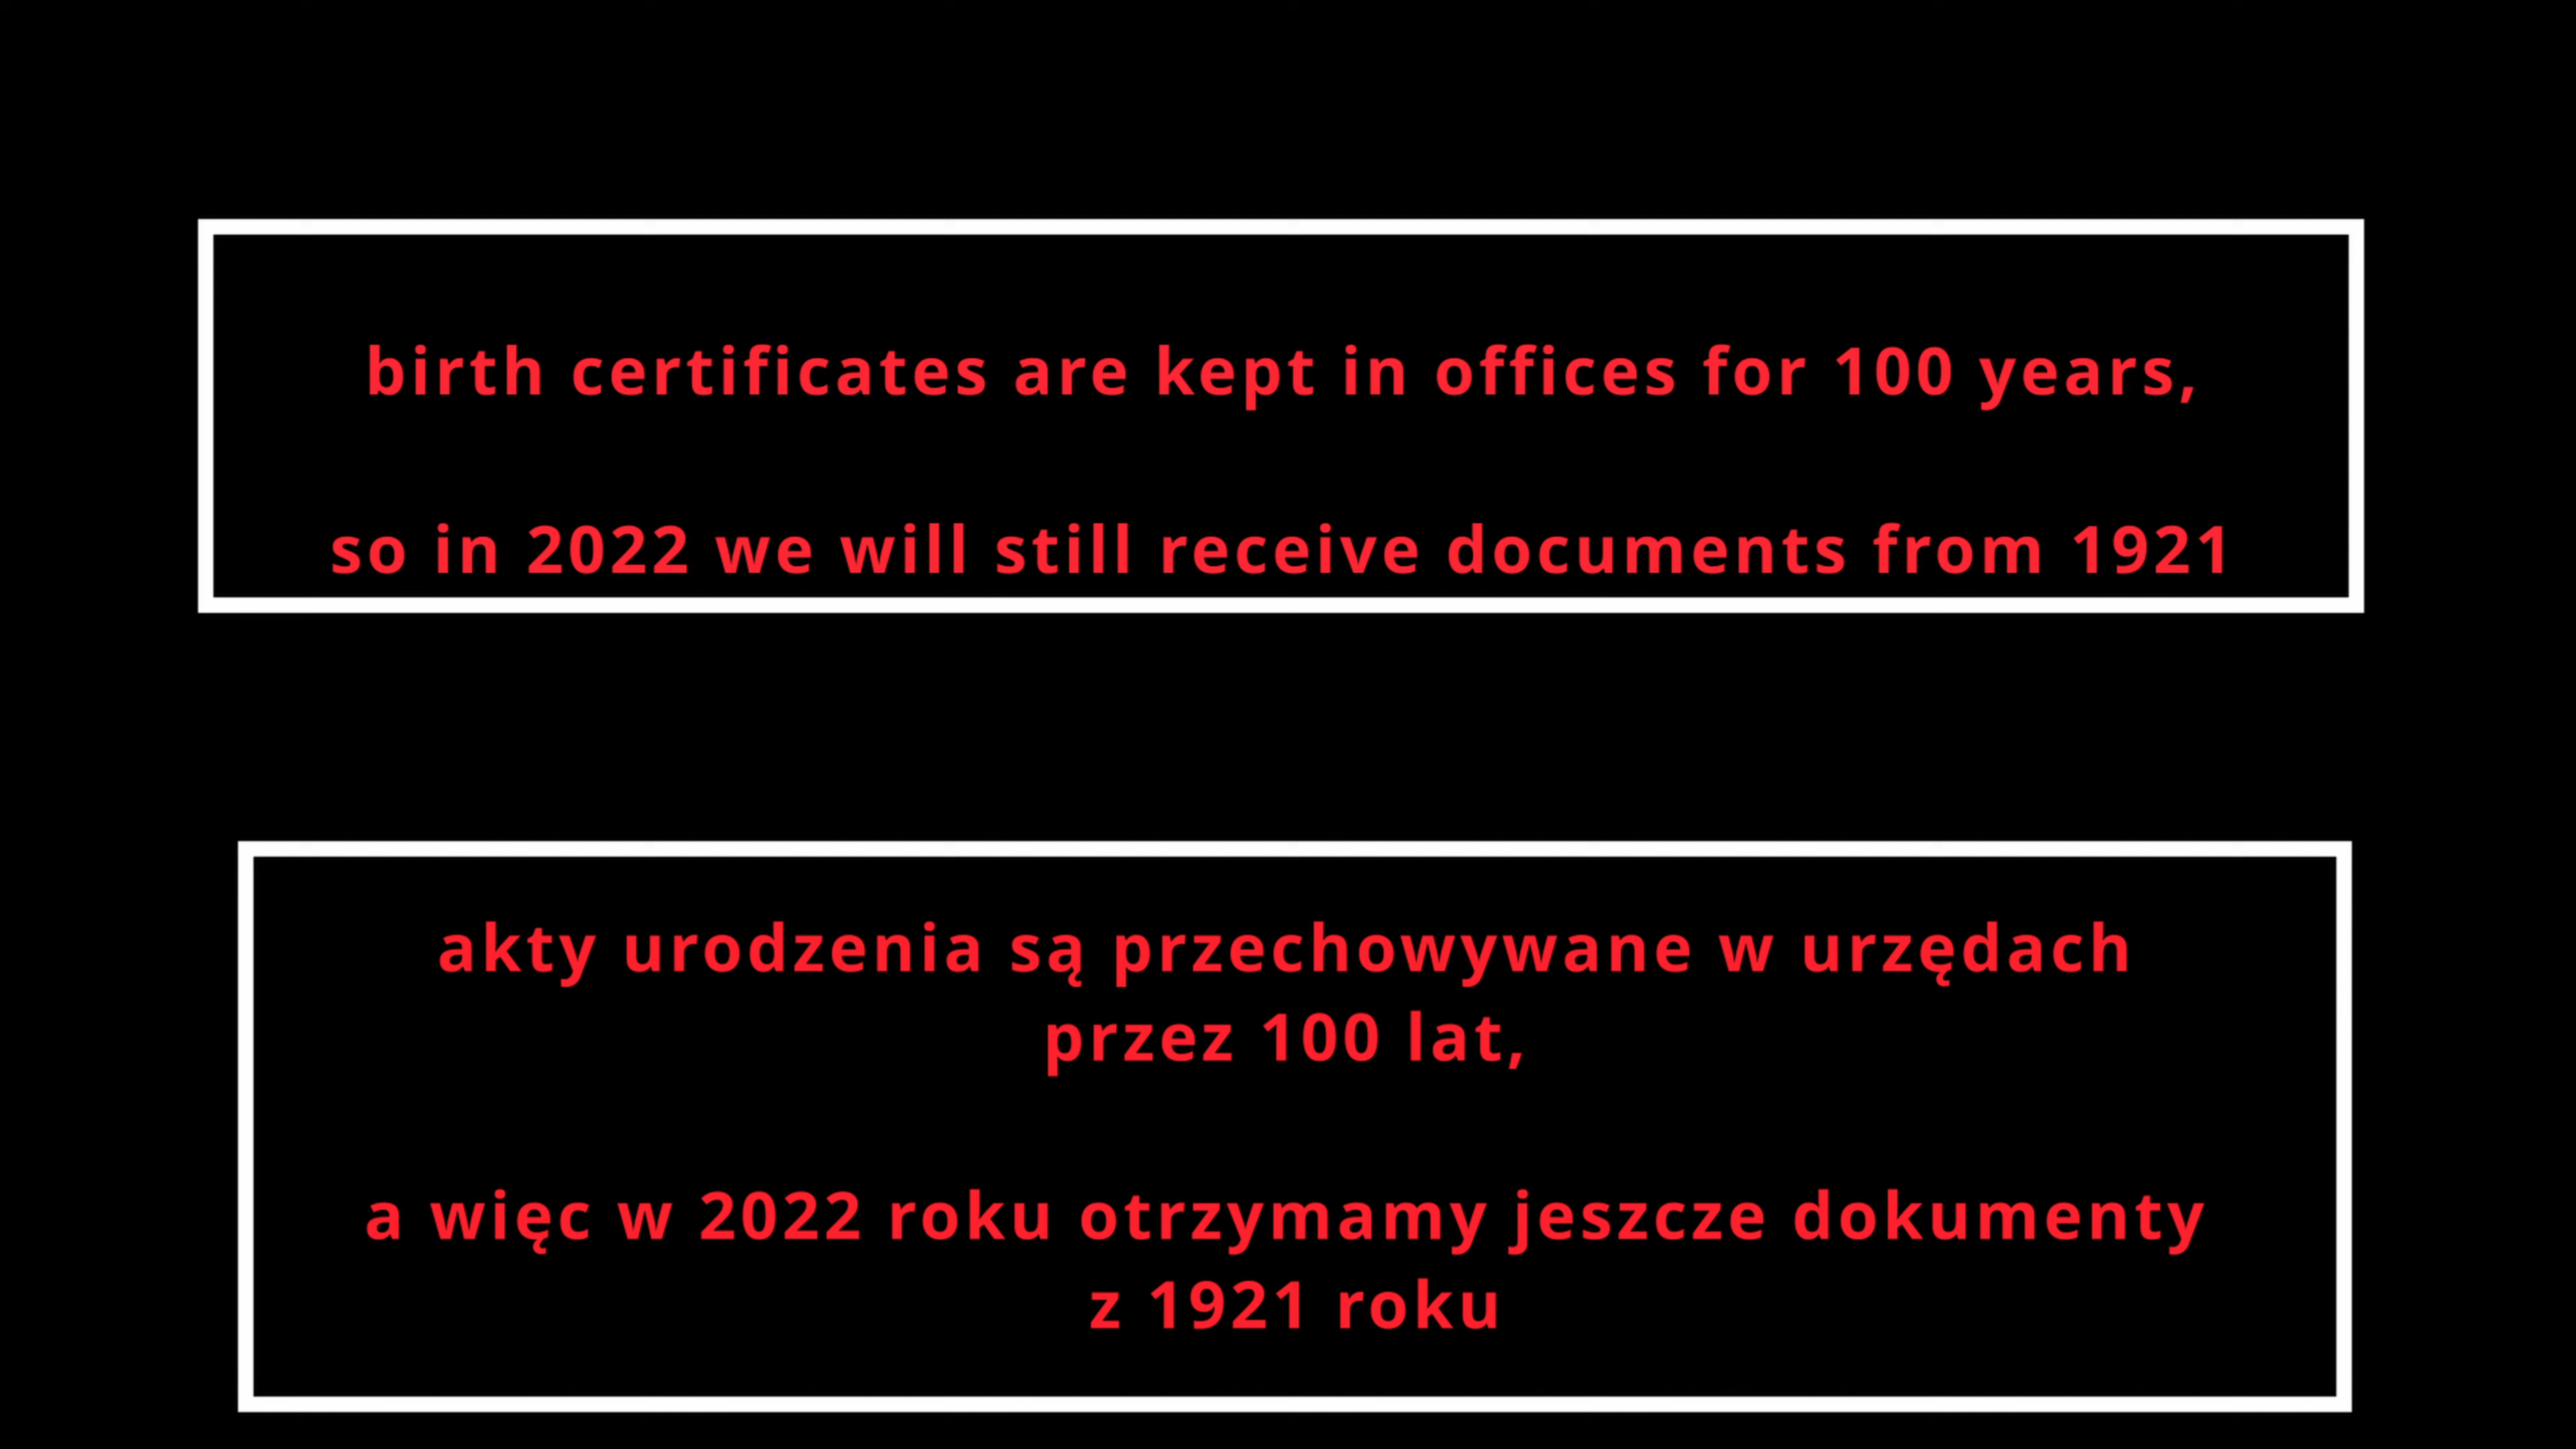 birth certificates are kept in offices for 100 years,
so in 2022 we will still receive documents from 1921
akty urodzenia są przechowywane w urzędach
przez 100 lat,
a więc w 2022 roku otrzymamy jeszcze dokumenty
z 1921 roku